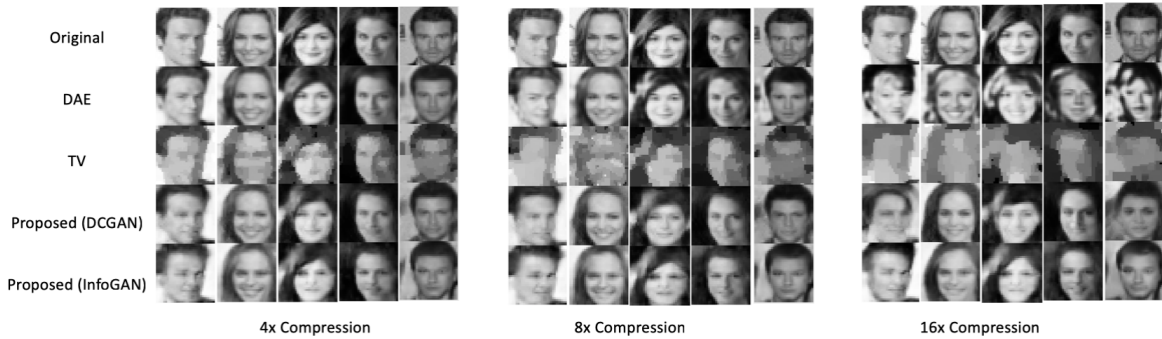 Original
DAE
TV
Proposed (DCGAN)
Proposed (InfoGAN)
4x Compression
8x Compression
16x Compression